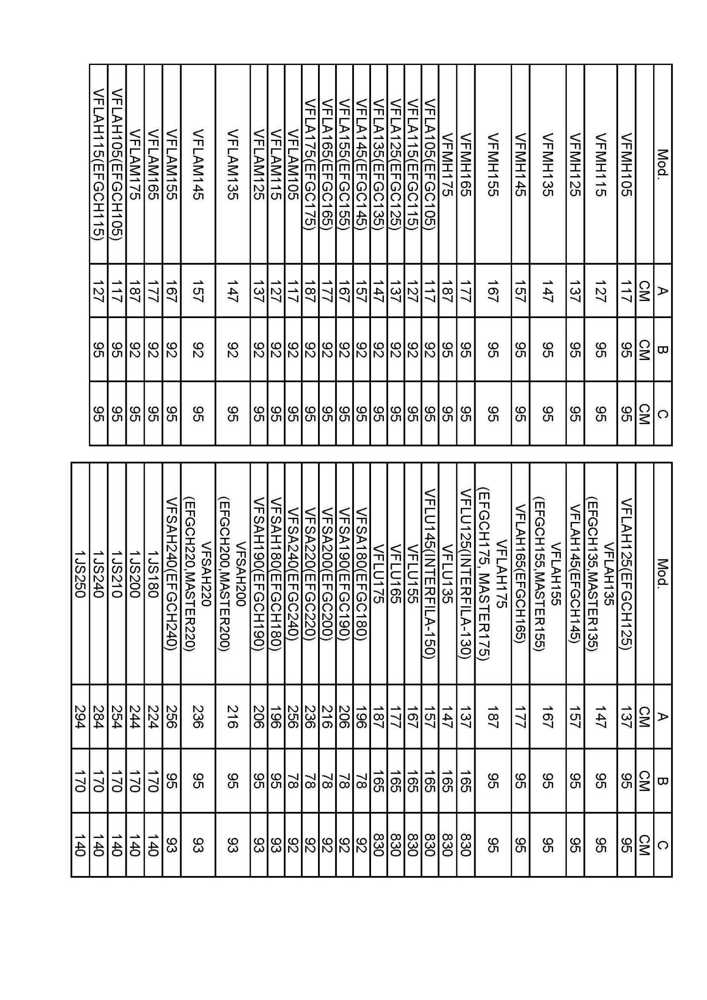 Mod. A B C
CM CM CM
VFMH105 117 95 95
VFMH115 127 95 95
VFMH125 137 95 95
VFMH135 147 95 95
VFMH145 157 95 95
VFMH155 167 95 95
VFMH165 177 95 95
VFMH175 187 95 95
VFLA105(EFGC105) 117 92 95
VFLA115(EFGC115) 127 92 95
VFLA125(EFGC125) 137 92 95
VFLA135(EFGC135) 147 92 95
VFLA145(EFGC145) 157 92 95
VFLA155(EFGC155) 167 92 95
VFLA165(EFGC165) 177 92 95
VFLA175(EFGC175) 187 92 95
VFLAM105 117 92 95
VFLAM115 127 92 95
VFLAM125 137 92 95
VFLAM135 147 92 95
VFLAM145 157 92 95
VFLAM155 167 92 95
VFLAM165 177 92 95
VFLAM175 187 92 95
VFLAH105(EFGCH105) 117 95 95
VFLAH115(EFGCH115) 127 95 95
Mod. A B C
CM CM CM
VFLAH125(EFGCH125) 137 95 95
VFLAH135
(EFGCH135,MASTER135) 147 95 95
VFLAH145(EFGCH145) 157 95 95
VFLAH155
(EFGCH155,MASTER155) 167 95 95
VFLAH165(EFGCH165) 177 95 95
VFLAH175
(EFGCH175, MASTER175) 187 95 95
VFLU125(INTERFILA-130) 137 165 830
VFLU135 147 165 830
VFLU145(INTERFILA-150) 157 165 830
VFLU155 167 165 830
VFLU165 177 165 830
VFLU175 187 165 830
VFSA180(EFGC180) 196 78 92
VFSA190(EFGC190) 206 78 92
VFSA200(EFGC200) 216 78 92
VFSA220(EFGC220) 236 78 92
VFSA240(EFGC240) 256 78 92
VFSAH180(EFGCH180) 196 95 93
VFSAH190(EFGCH190) 206 95 93
VFSAH200
(EFGCH200,MASTER200) 216 95 93
VFSAH220
(EFGCH220,MASTER220) 236 95 93
VFSAH240(EFGCH240) 256 95 93
1JS180 224 170 140
1JS200 244 170 140
1JS210 254 170 140
1JS240 284 170 140
1JS250 294 170 140